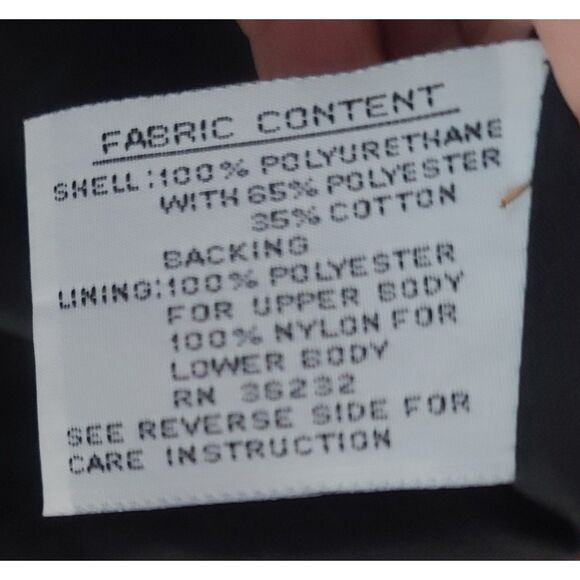 FABRIC CONTENT
SHELL:100% POLYURETHANE
WITH 65% POLYESTER
35% COTTON
BACKING
LINING:100% POLYESTER
FOR UPPER BODY
100% NYLON FOR
LOWER BODY
RN 36232
SEE REVERSE SIDE FOR
CARE INSTRUCTION